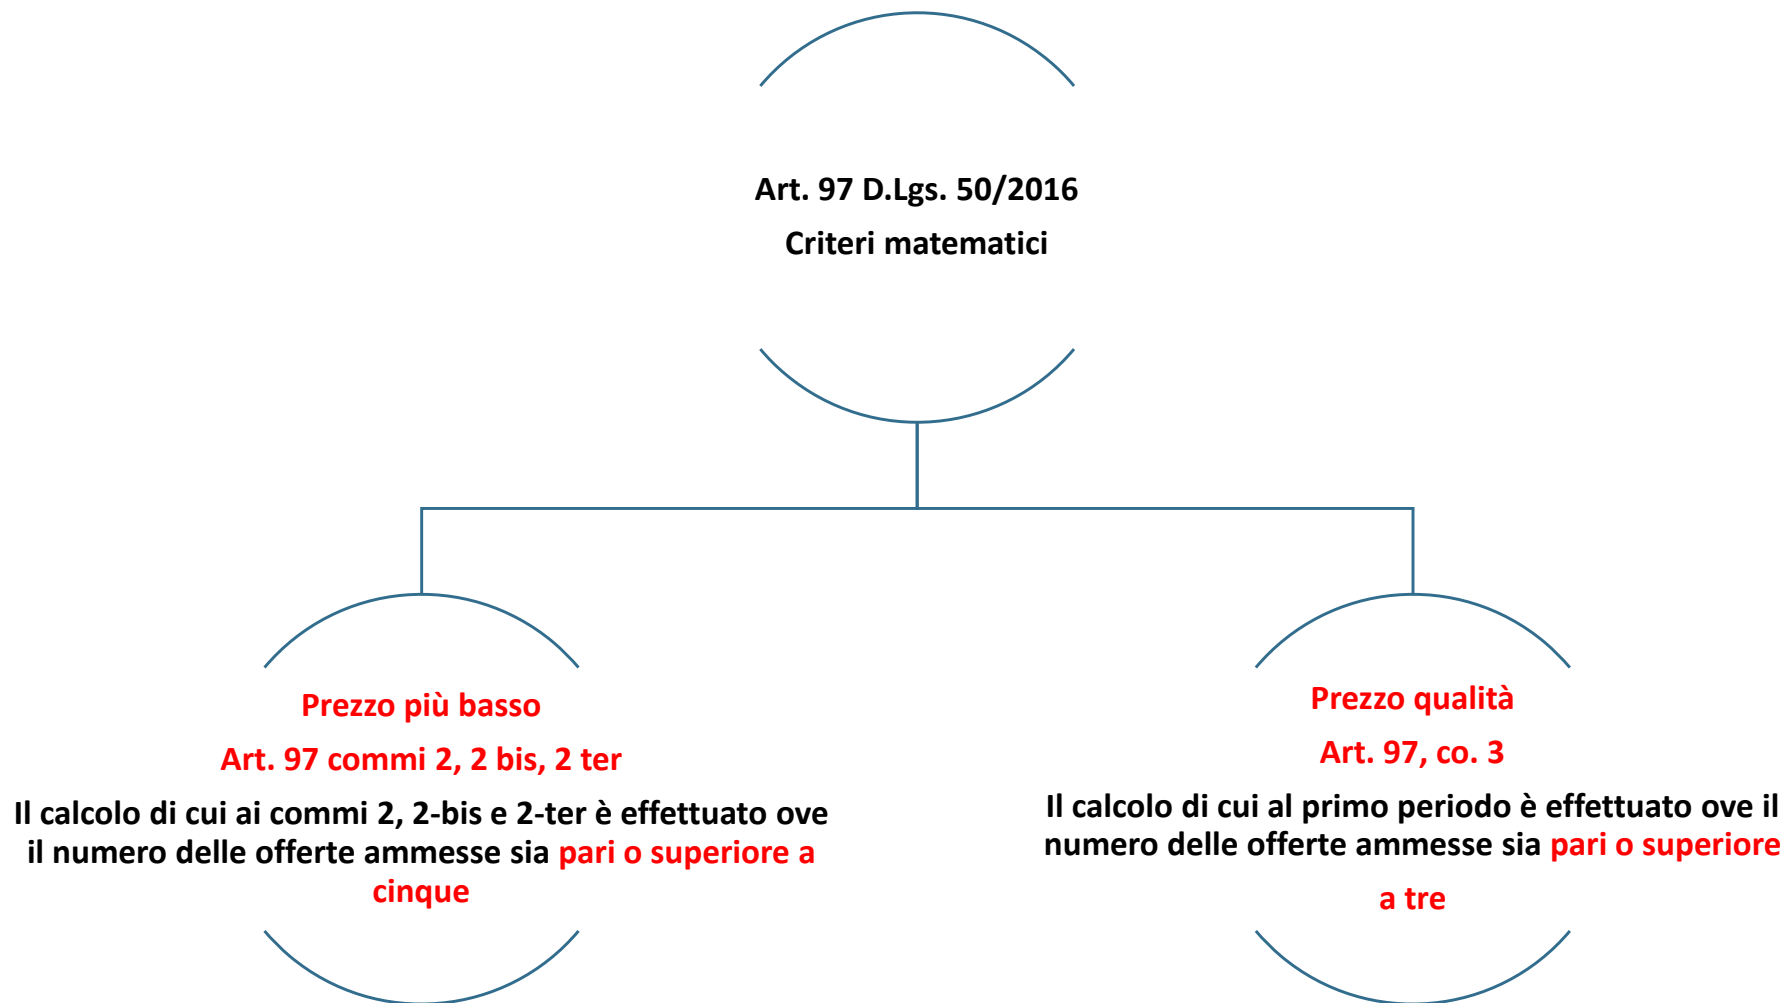 Art. 97 D.Lgs. 50/2016
Criteri matematici
Prezzo più basso
Art. 97 commi 2, 2 bis, 2 ter
Il calcolo di cui ai commi 2, 2-bis e 2-ter è effettuato ove
il numero delle offerte ammesse sia pari o superiore a
cinque
Prezzo qualità
Art. 97, co. 3
Il calcolo di cui al primo periodo è effettuato ove il
numero delle offerte ammesse sia pari o superiore
a tre